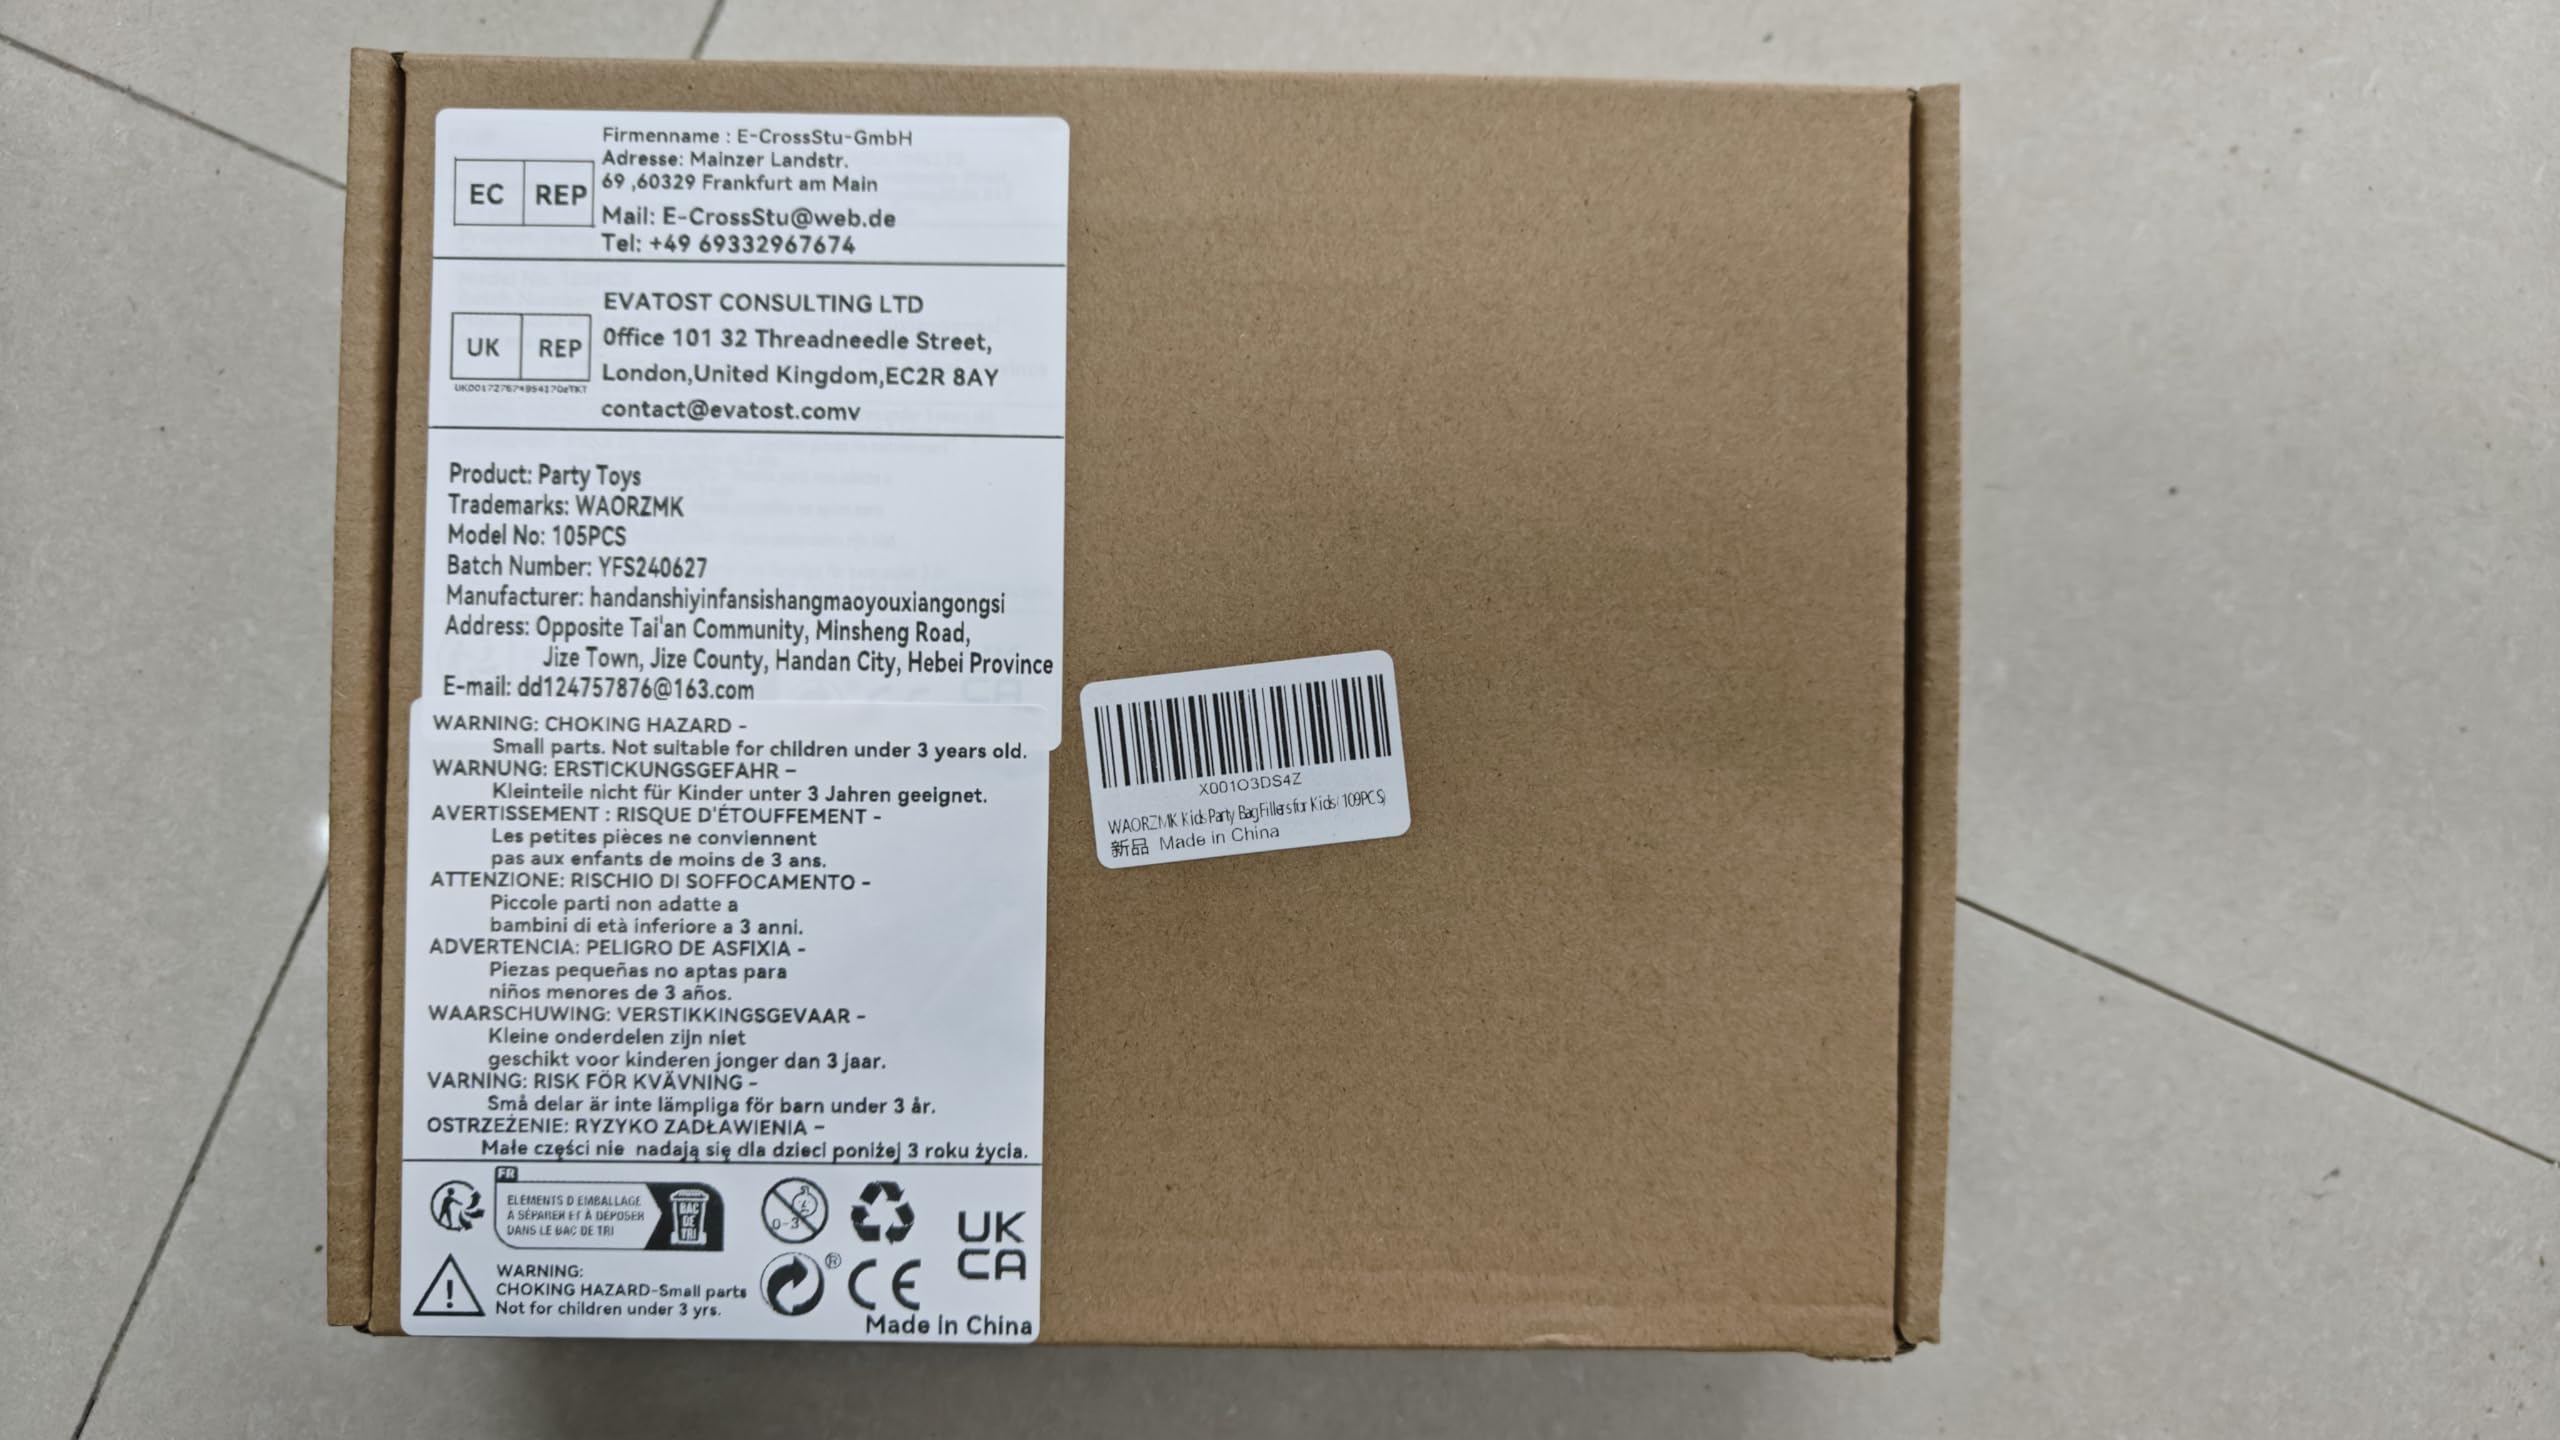 Firmenname : E-CrossStu-GmbH
Adresse: Mainzer Landstr.
69 ,60329 Frankfurt am Main
EC REP
Mail: E-CrossStu@web.de
Tel: +49 69332967674
EVATOST CONSULTING LTD
UK REP
Office 101 32 Threadneedle Street,
London,United Kingdom,EC2R 8AY
contact@evatost.comv
Product: Party Toys
Trademarks: WAORZMK
Model No: 105PCS
Batch Number: YFS240627
Manufacturer: handanshiyinfansishangmaoyouxiangongsi
Address: Opposite Tai'an Community, Minsheng Road,
Jize Town, Jize County, Handan City, Hebei Province
E-mail: dd124757876@163.com
WARNING: CHOKING HAZARD -
Small parts. Not suitable for children under 3 years old.
WARNUNG: ERSTICKUNGSGEFAHR –
Kleinteile nicht für Kinder unter 3 Jahren geeignet.
AVERTISSEMENT : RISQUE D'ÉTOUFFEMENT -
Les petites pièces ne conviennent
pas aux enfants de moins de 3 ans.
ATTENZIONE: RISCHIO DI SOFFOCAMENTO -
Piccole parti non adatte a
bambini di età inferiore a 3 anni.
ADVERTENCIA: PELIGRO DE ASFIXIA -
Piezas pequeñas no aptas para
niños menores de 3 años.
WAARSCHUWING: VERSTIKKINGSGEVAAR -
Kleine onderdelen zijn niet
geschikt voor kinderen jonger dan 3 jaar.
VARNING: RISK FÖR KVÄVNING -
Små delar är inte lämpliga för barn under 3 år.
OSTRZEŻENIE: RYZYKO ZADŁAWIENIA –
Małe części nie nadają się dla dzieci poniżej 3 roku życia.
FR
ELEMENTS D EMBALLAGE
À SÉPARER ET À DÉPOSER
DANS LE BAC DE TRI
BAC
DE
TRI
0-3
UK
CA
WARNING:
CHOKING HAZARD-Small parts
Not for children under 3 yrs.
®
CE
Made in China
X001O3DS4Z
WAORZMK Kids Party Bag Fillers for Kids (109PCS)
新品 Made in China